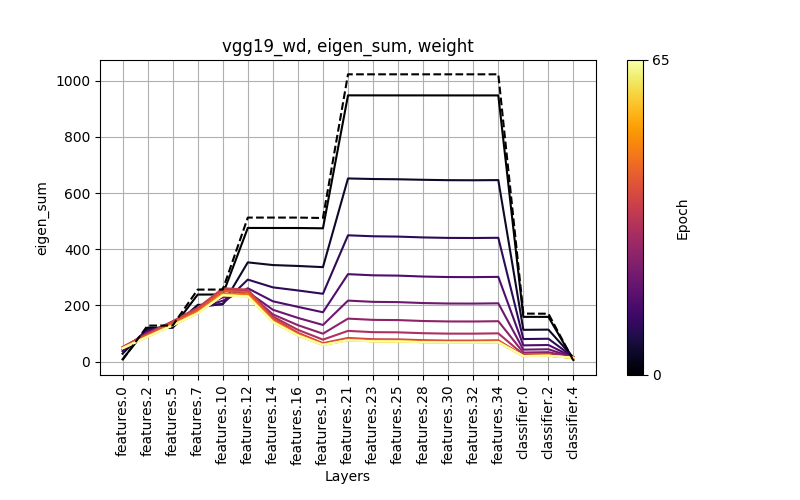 vgg19_wd, eigen_sum, weight
eigen_sum
1000
800
600
400
200
0
features.0
features.2
features.5
features.7
features.10
features.12
features.14
features.16
features.19
features.21
features.23
features.25
features.28
features.30
features.32
features.34
classifier.0
classifier.2
classifier.4
Layers
65
0
Epoch